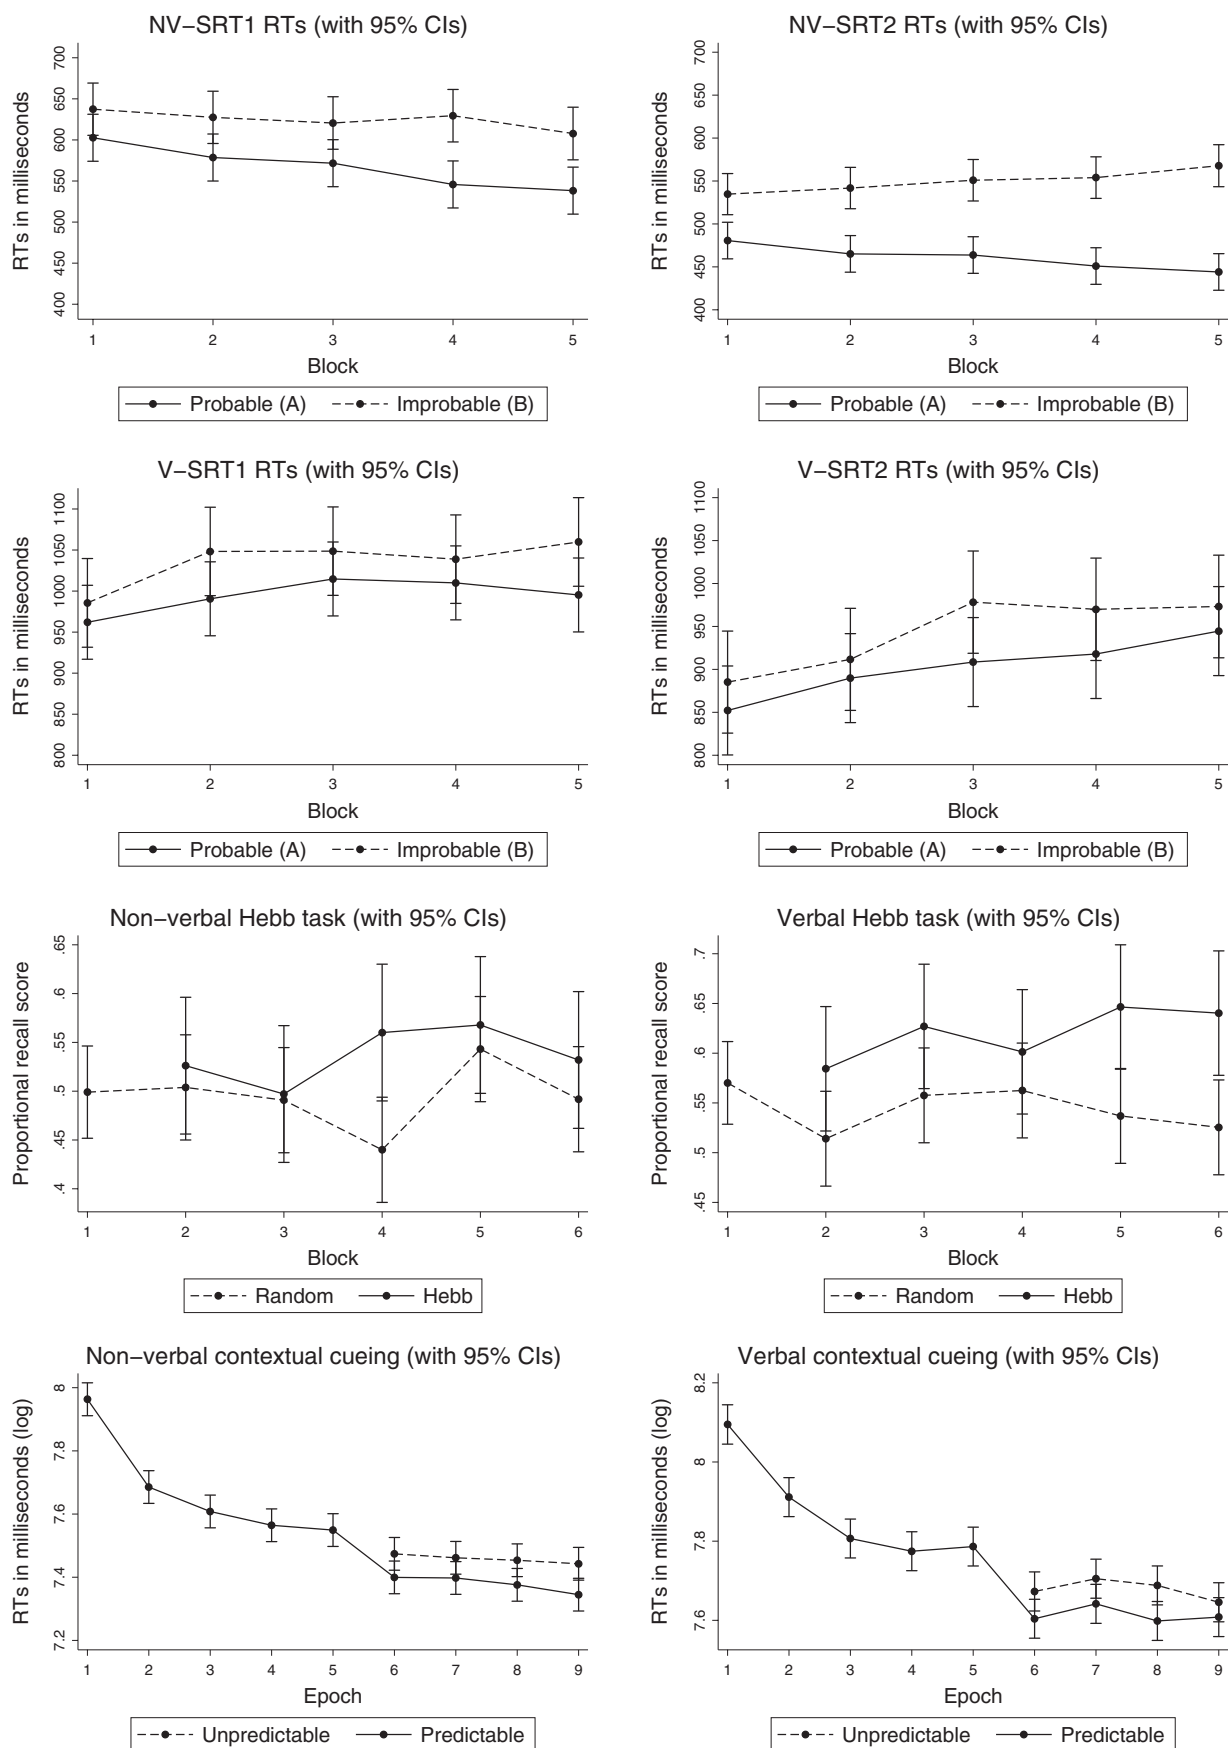 NV−SRT1 RTs (with 95% CIs)
RTs in milliseconds
700
650
600
550
500
450
400
1 2 3 4 5
Block
Probable (A) Improbable (B)
NV−SRT2 RTs (with 95% CIs)
RTs in milliseconds
700
650
600
550
500
450
400
1 2 3 4 5
Block
Probable (A) Improbable (B)
V−SRT1 RTs (with 95% CIs)
RTs in milliseconds
1100
1050
1000
950
900
850
800
1 2 3 4 5
Block
Probable (A) Improbable (B)
V−SRT2 RTs (with 95% CIs)
RTs in milliseconds
1100
1050
1000
950
900
850
800
1 2 3 4 5
Block
Probable (A) Improbable (B)
Non−verbal Hebb task (with 95% CIs)
Proportional recall score
.65
.6
.55
.5
.45
.4
1 2 3 4 5 6
Block
Random Hebb
Verbal Hebb task (with 95% CIs)
Proportional recall score
.7
.65
.6
.55
.5
.45
1 2 3 4 5 6
Block
Random Hebb
Non−verbal contextual cueing (with 95% CIs)
RTs in milliseconds (log)
8
7.8
7.6
7.4
7.2
1 2 3 4 5 6 7 8 9
Epoch
Unpredictable Predictable
Verbal contextual cueing (with 95% CIs)
RTs in milliseconds (log)
8.2
8
7.8
7.6
1 2 3 4 5 6 7 8 9
Epoch
Unpredictable Predictable